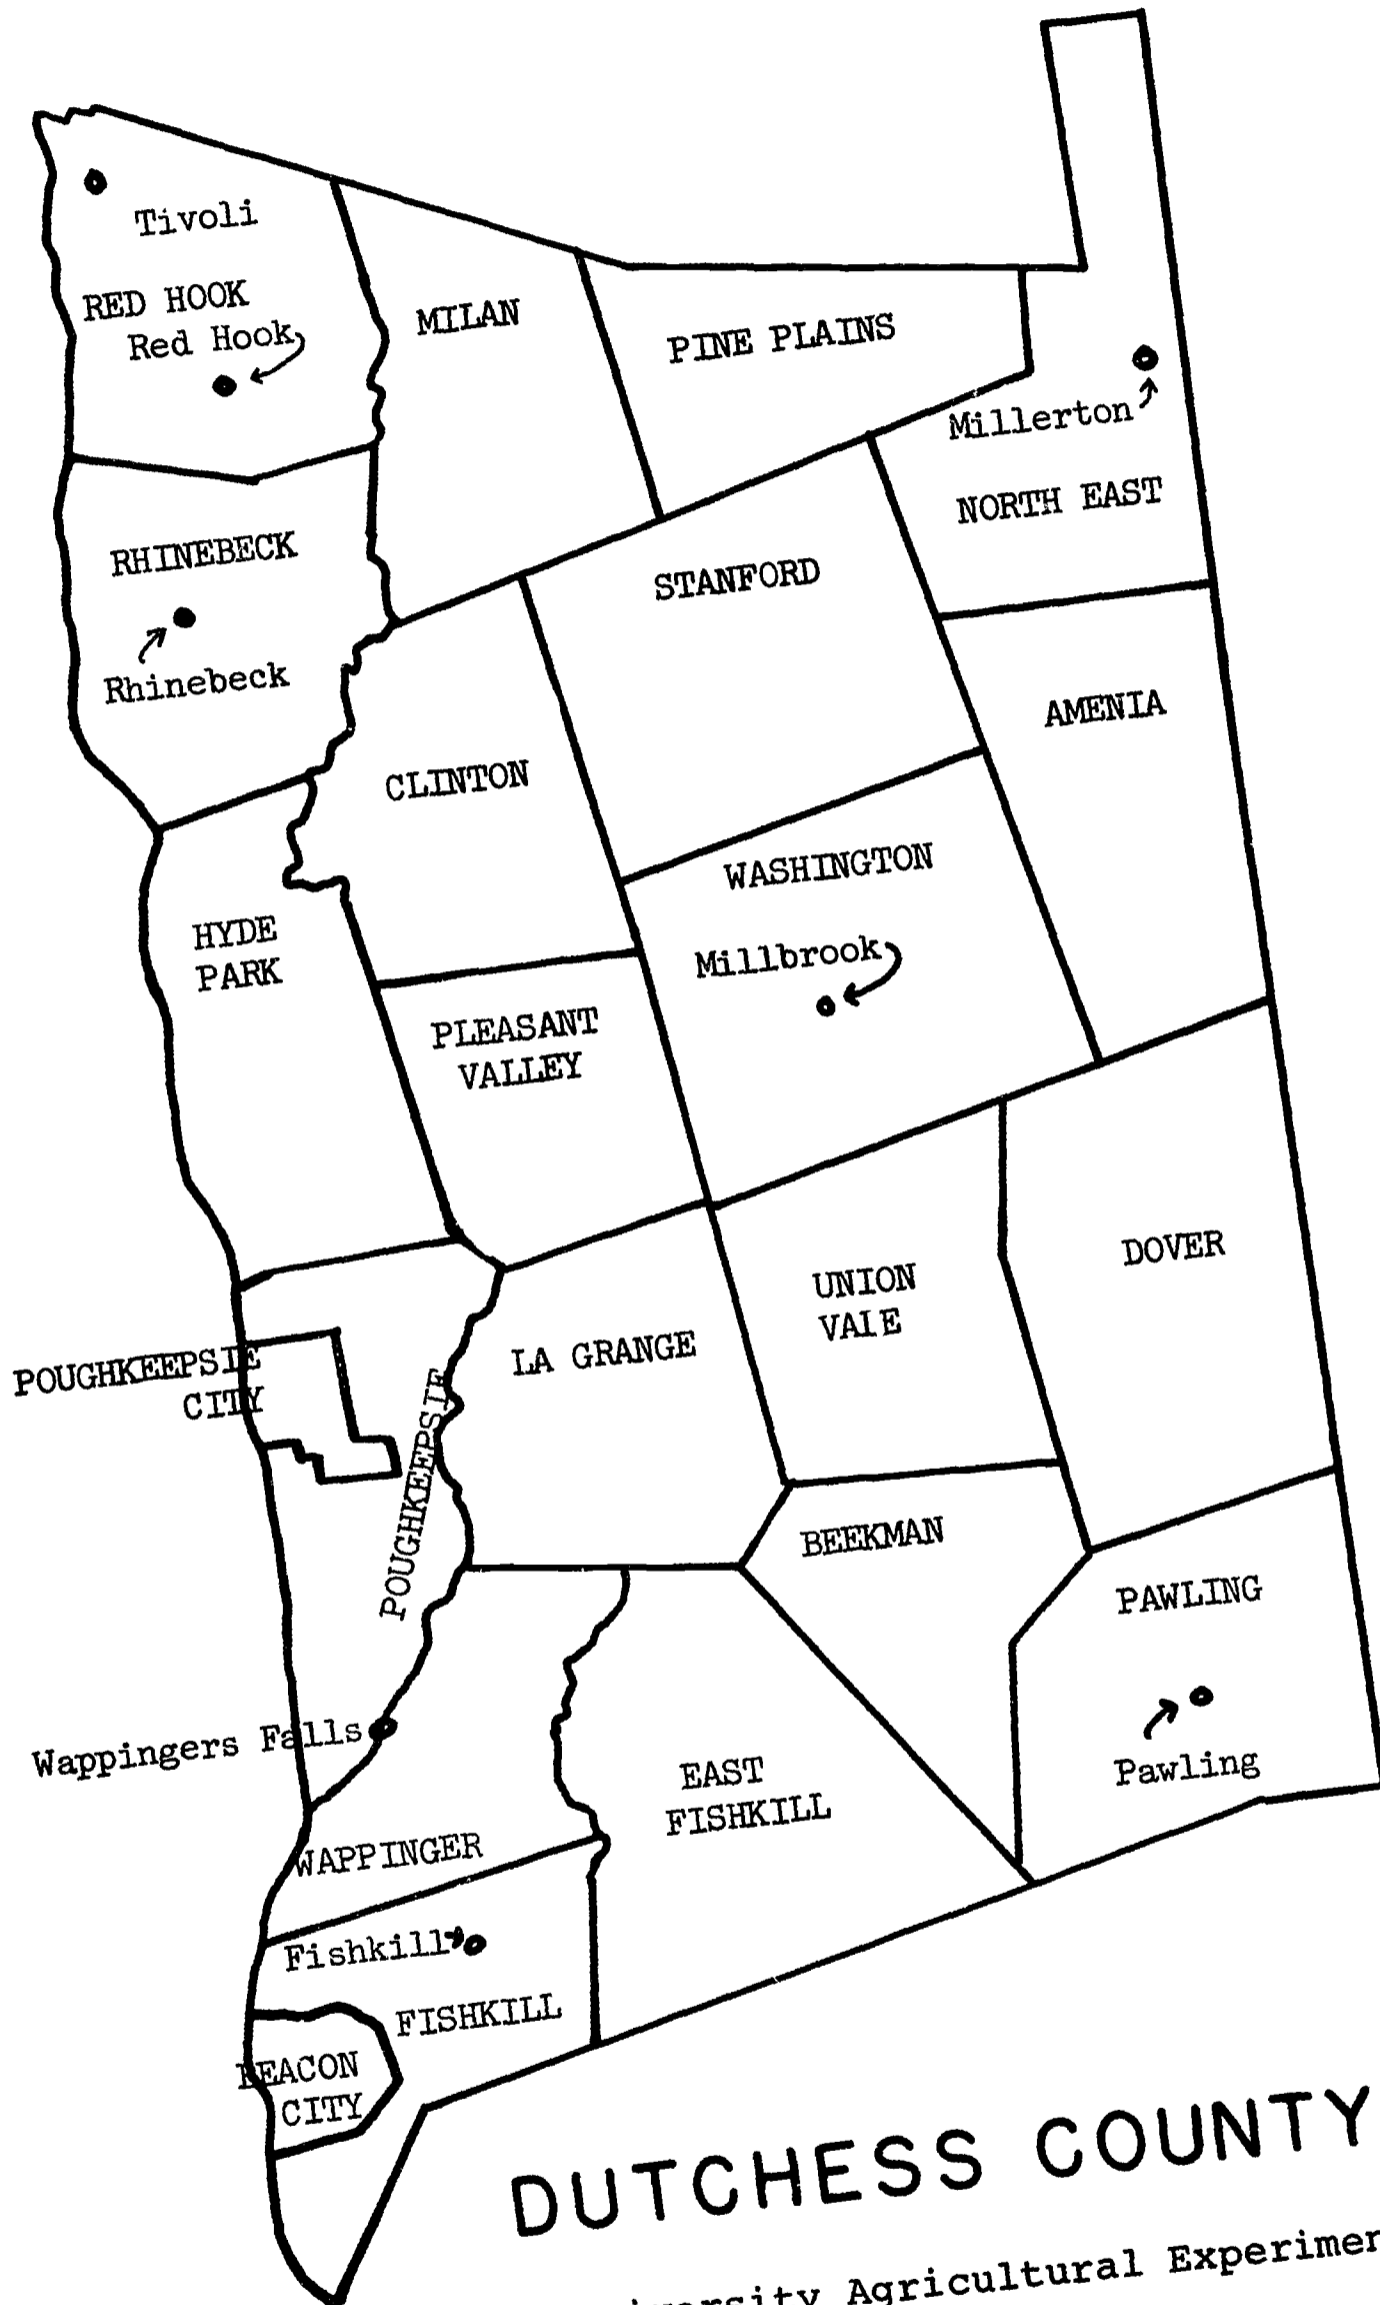 Tivoli
RED HOOK
Red Hook
MILAN
PINE PLAINS
Millerton
NORTH EAST
RHINEBECK
Rhinebeck
STANFORD
AMENIA
CLINTON
WASHINGTON
HYDE
PARK
Millbrook
PLEASANT
VALLEY
DOVER
UNION
VAIE
LA GRANGE
POUGHKEEPSIE
CITY
POUGHKEEPSIE
BEEKMAN
PAWLING
Wappingers Falls
Pawling
EAST
FISHKILL
WAPPINGER
Fishkill
FISHKILL
BEACON
CITY
DUTCHESS COUNTY
Agricultural